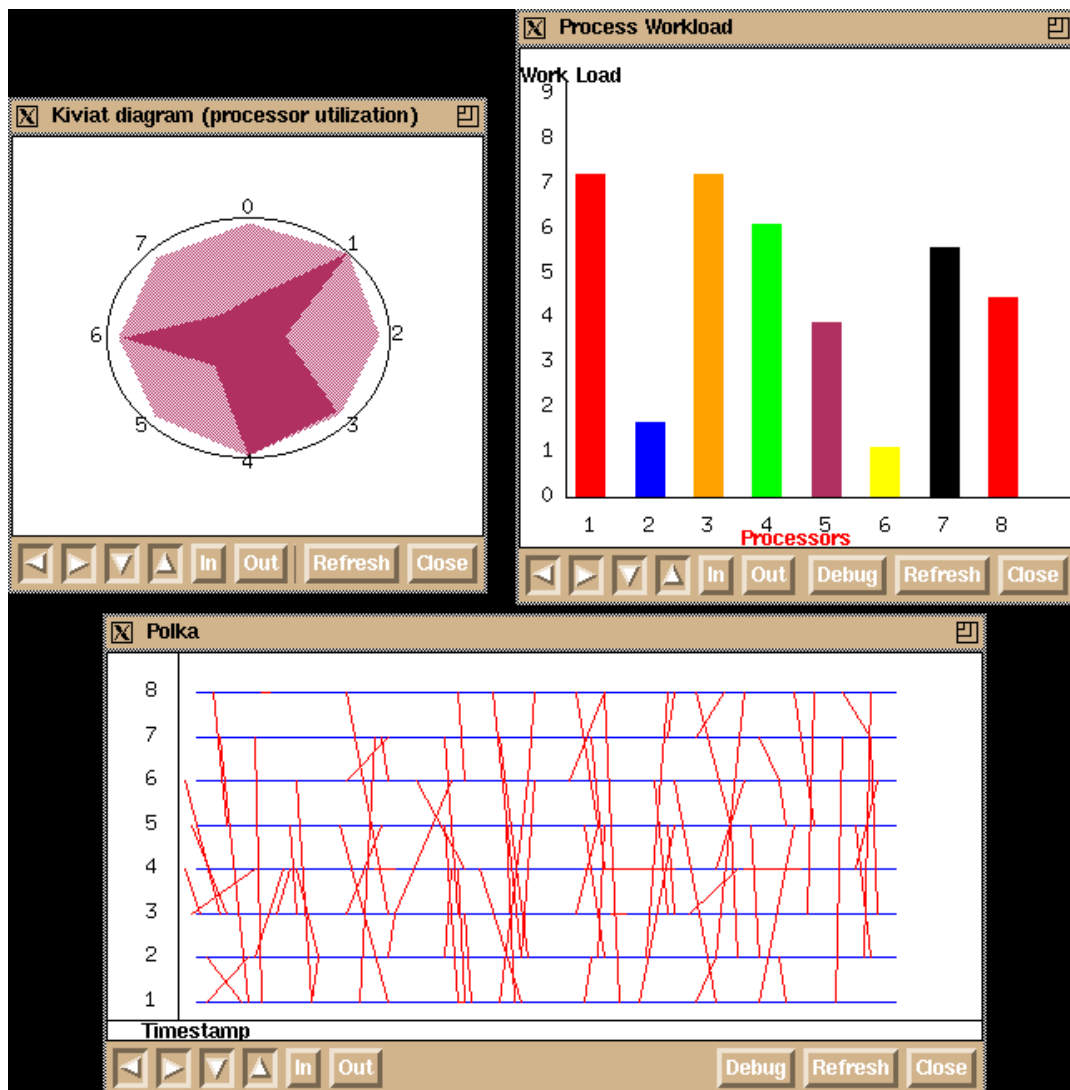 Process Workload
Work Load
9
8
7
6
5
4
3
2
1
0
1 2 3 4 5 6 7 8
Processors
In Out Debug Refresh Close
Kiviat diagram (processor utilization)
0
7 1
6 2
5 3
4
In Out Refresh Close
Polka
8
7
6
5
4
3
2
1
Timestamp
In Out Debug Refresh Close